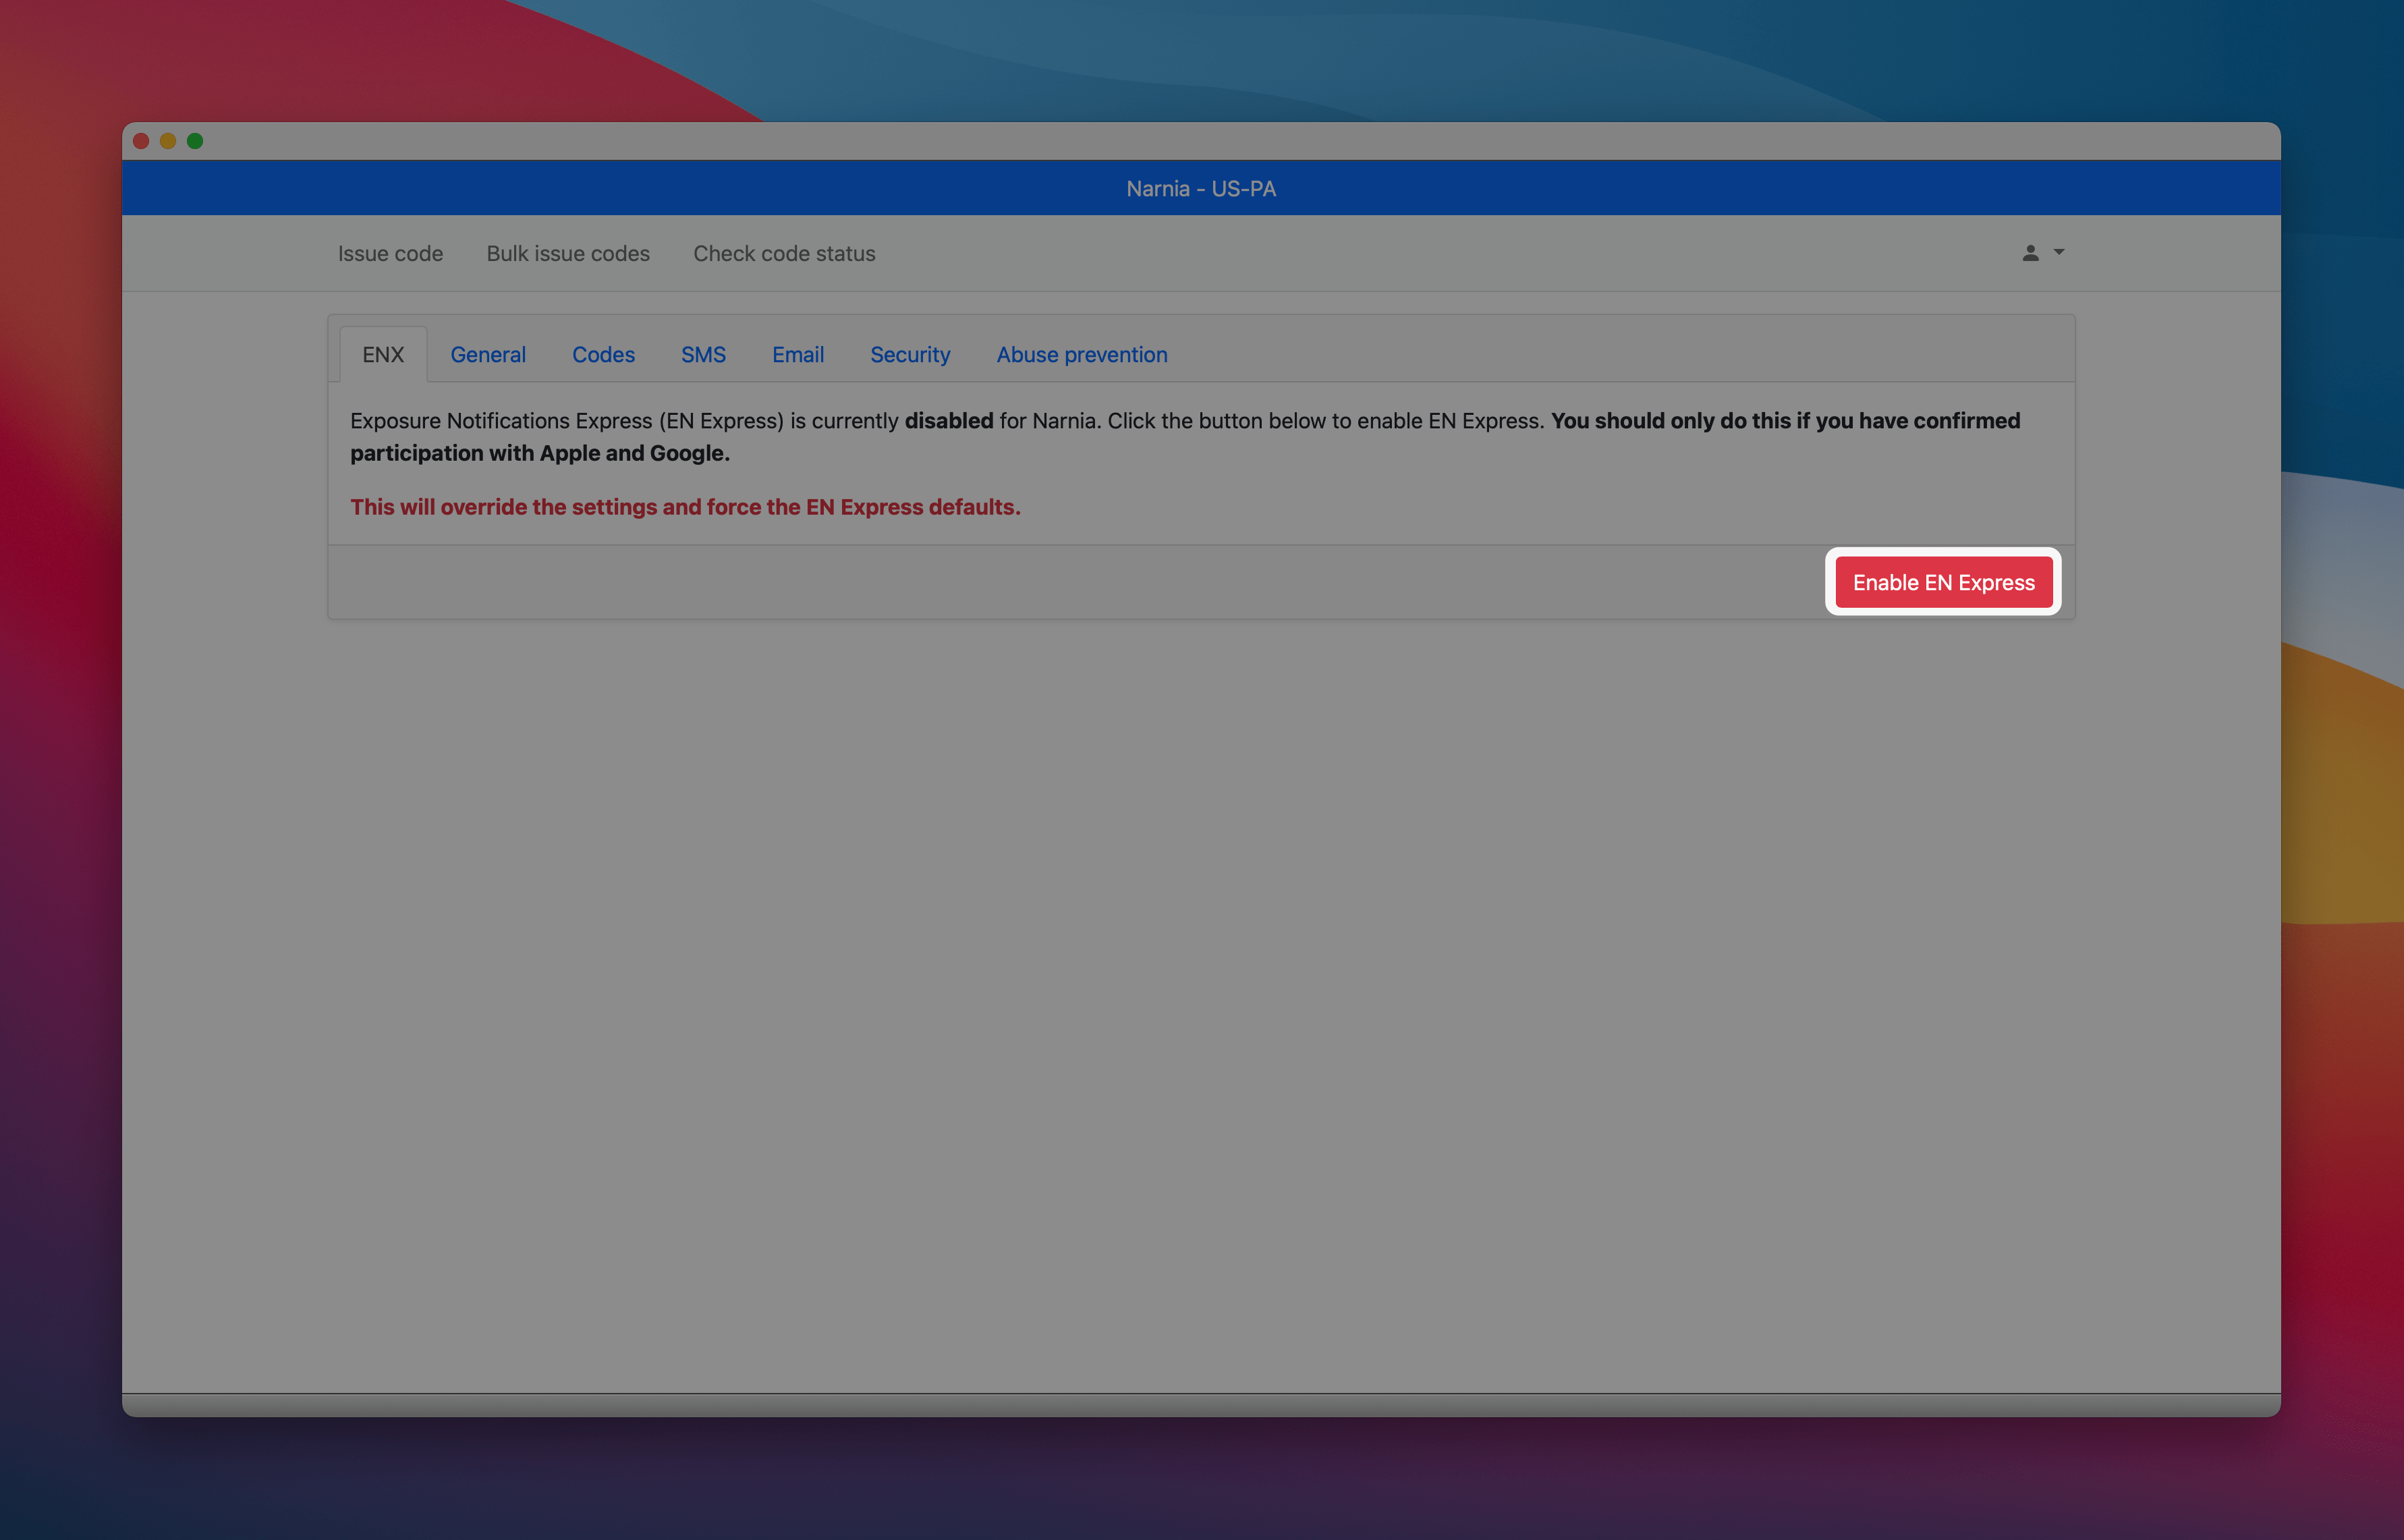 Narnia - US-PA
Issue code Bulk issue codes Check code status
ENX General Codes SMS Email Security Abuse prevention
Exposure Notifications Express (EN Express) is currently disabled for Narnia. Click the button below to enable EN Express. You should only do this if you have confirmed
participation with Apple and Google.
This will override the settings and force the EN Express defaults.
Enable EN Express